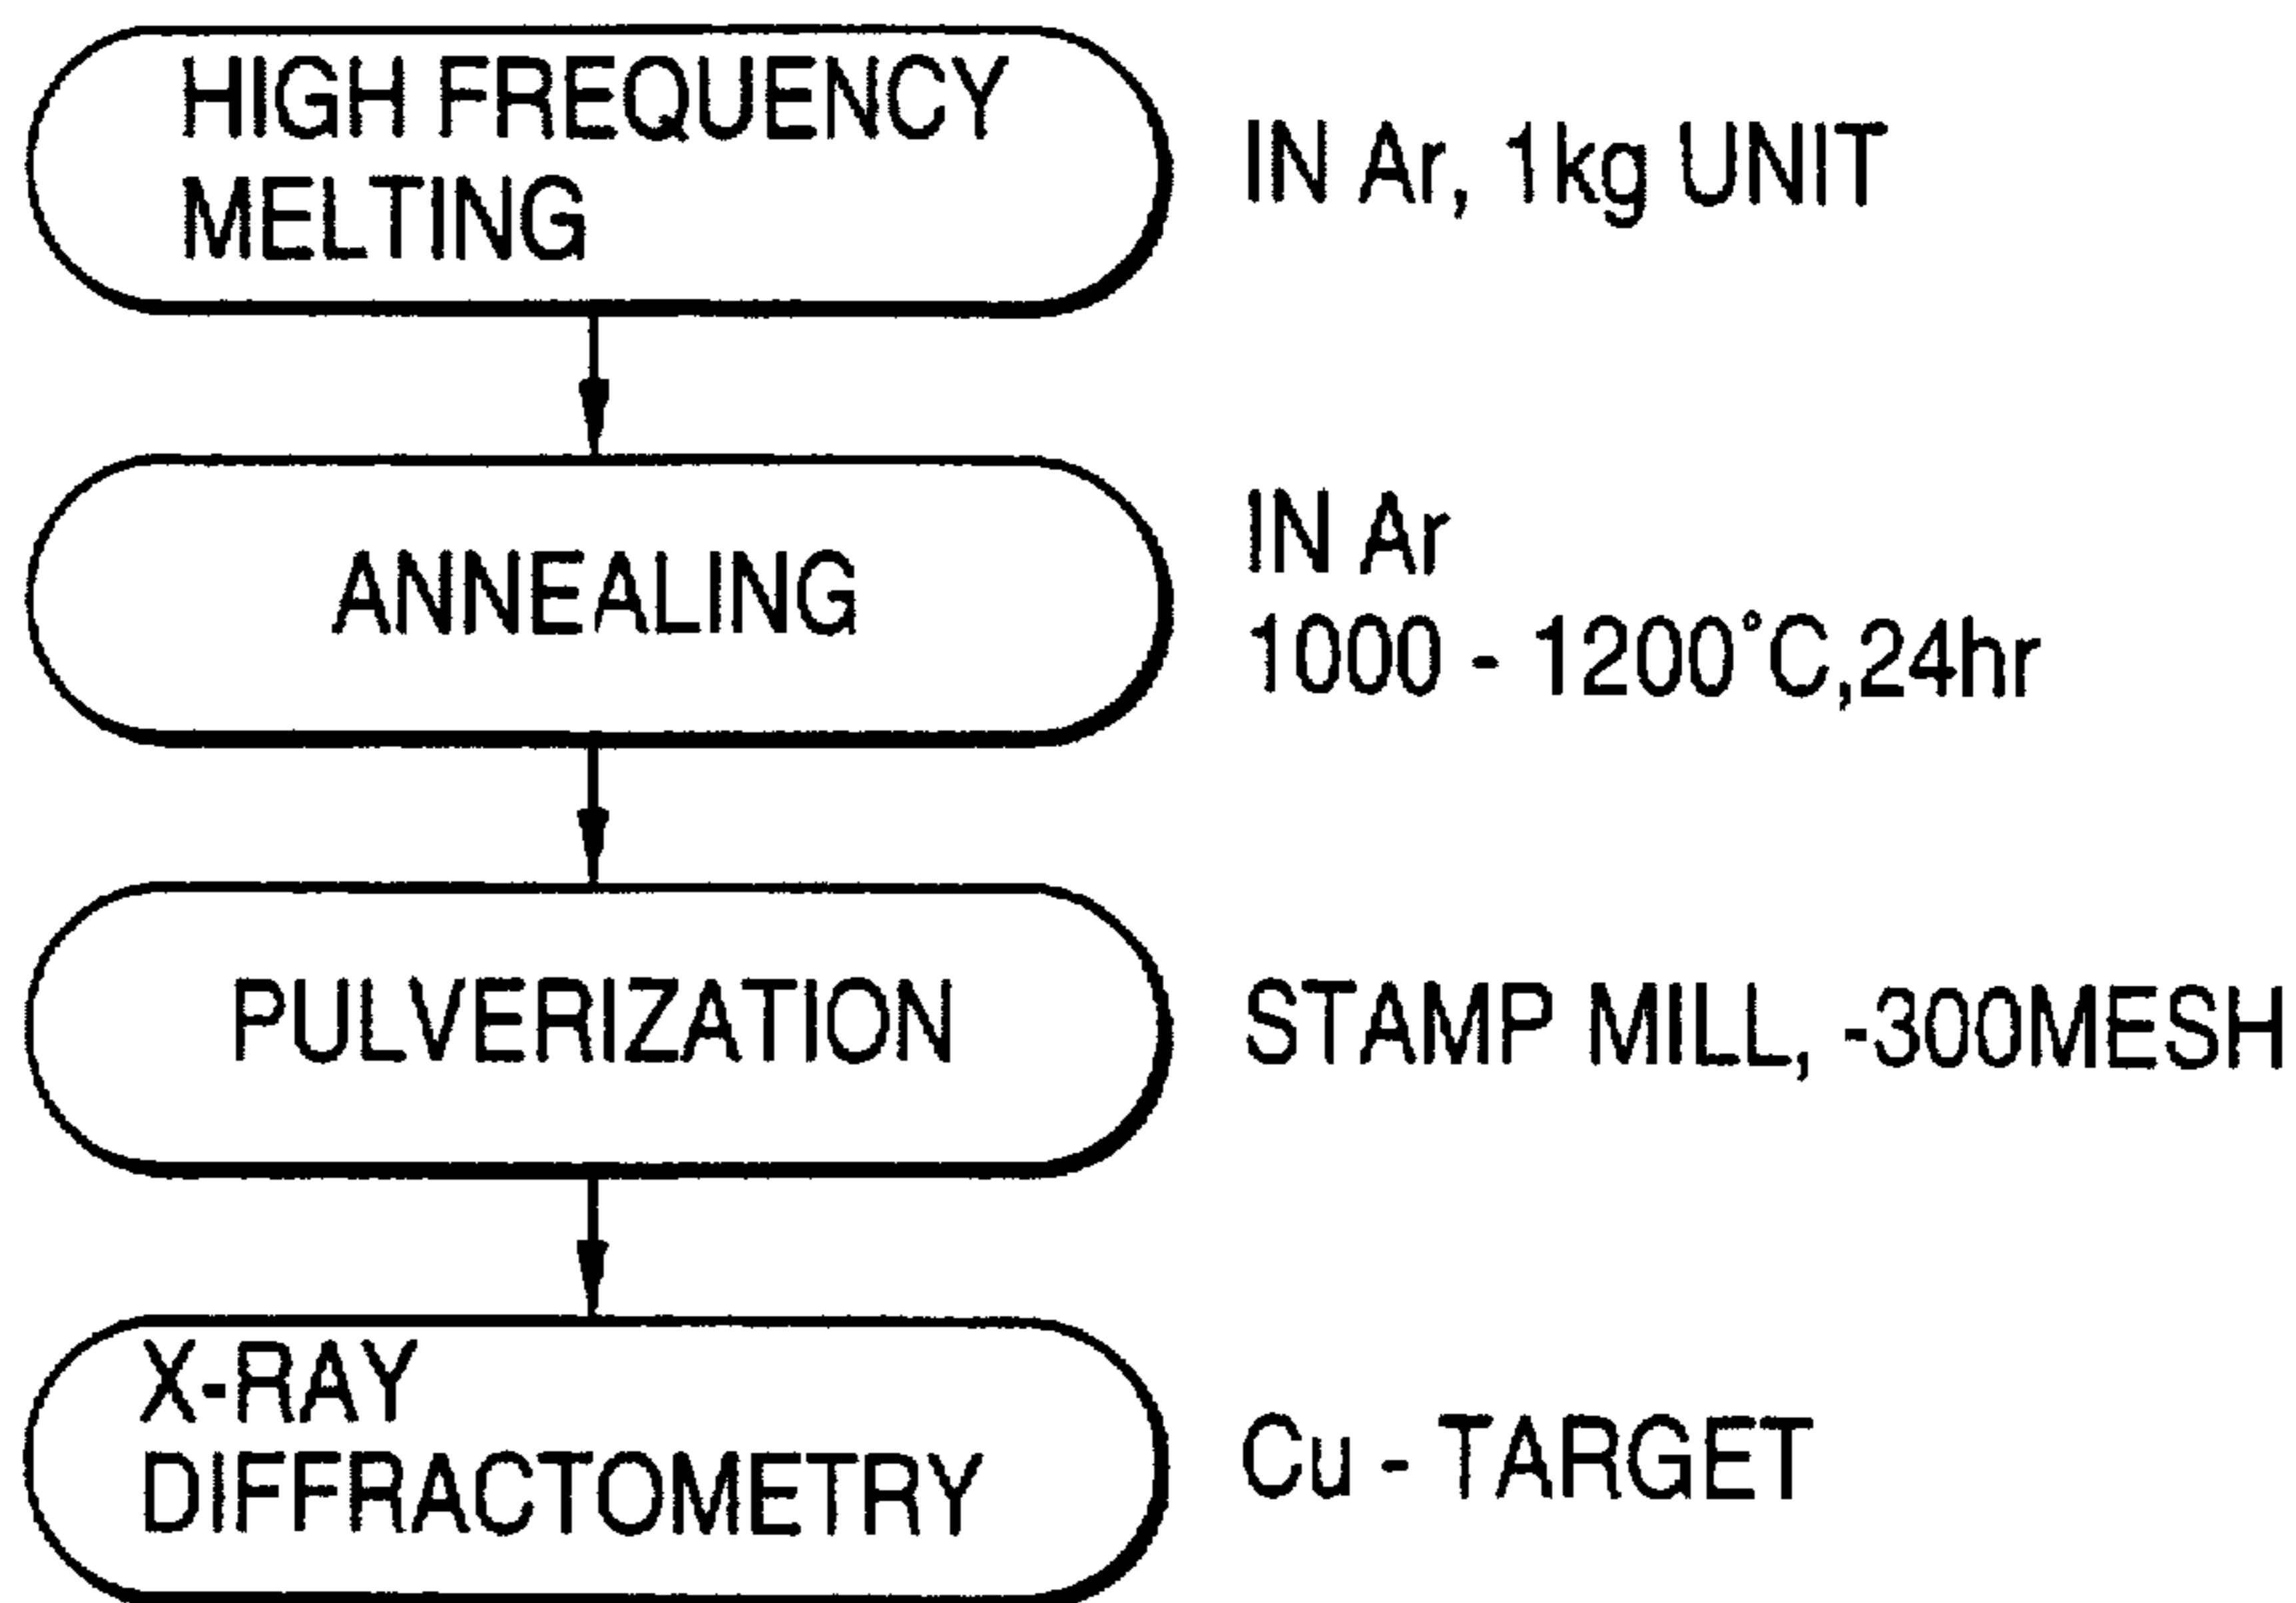 HIGH FREQUENCY
MELTING
IN Ar, 1kg UNIT
ANNEALING
IN Ar
1000 - 1200°C,24hr
PULVERIZATION
STAMP MILL, -300MESH
X-RAY
DIFFRACTOMETRY
Cu - TARGET